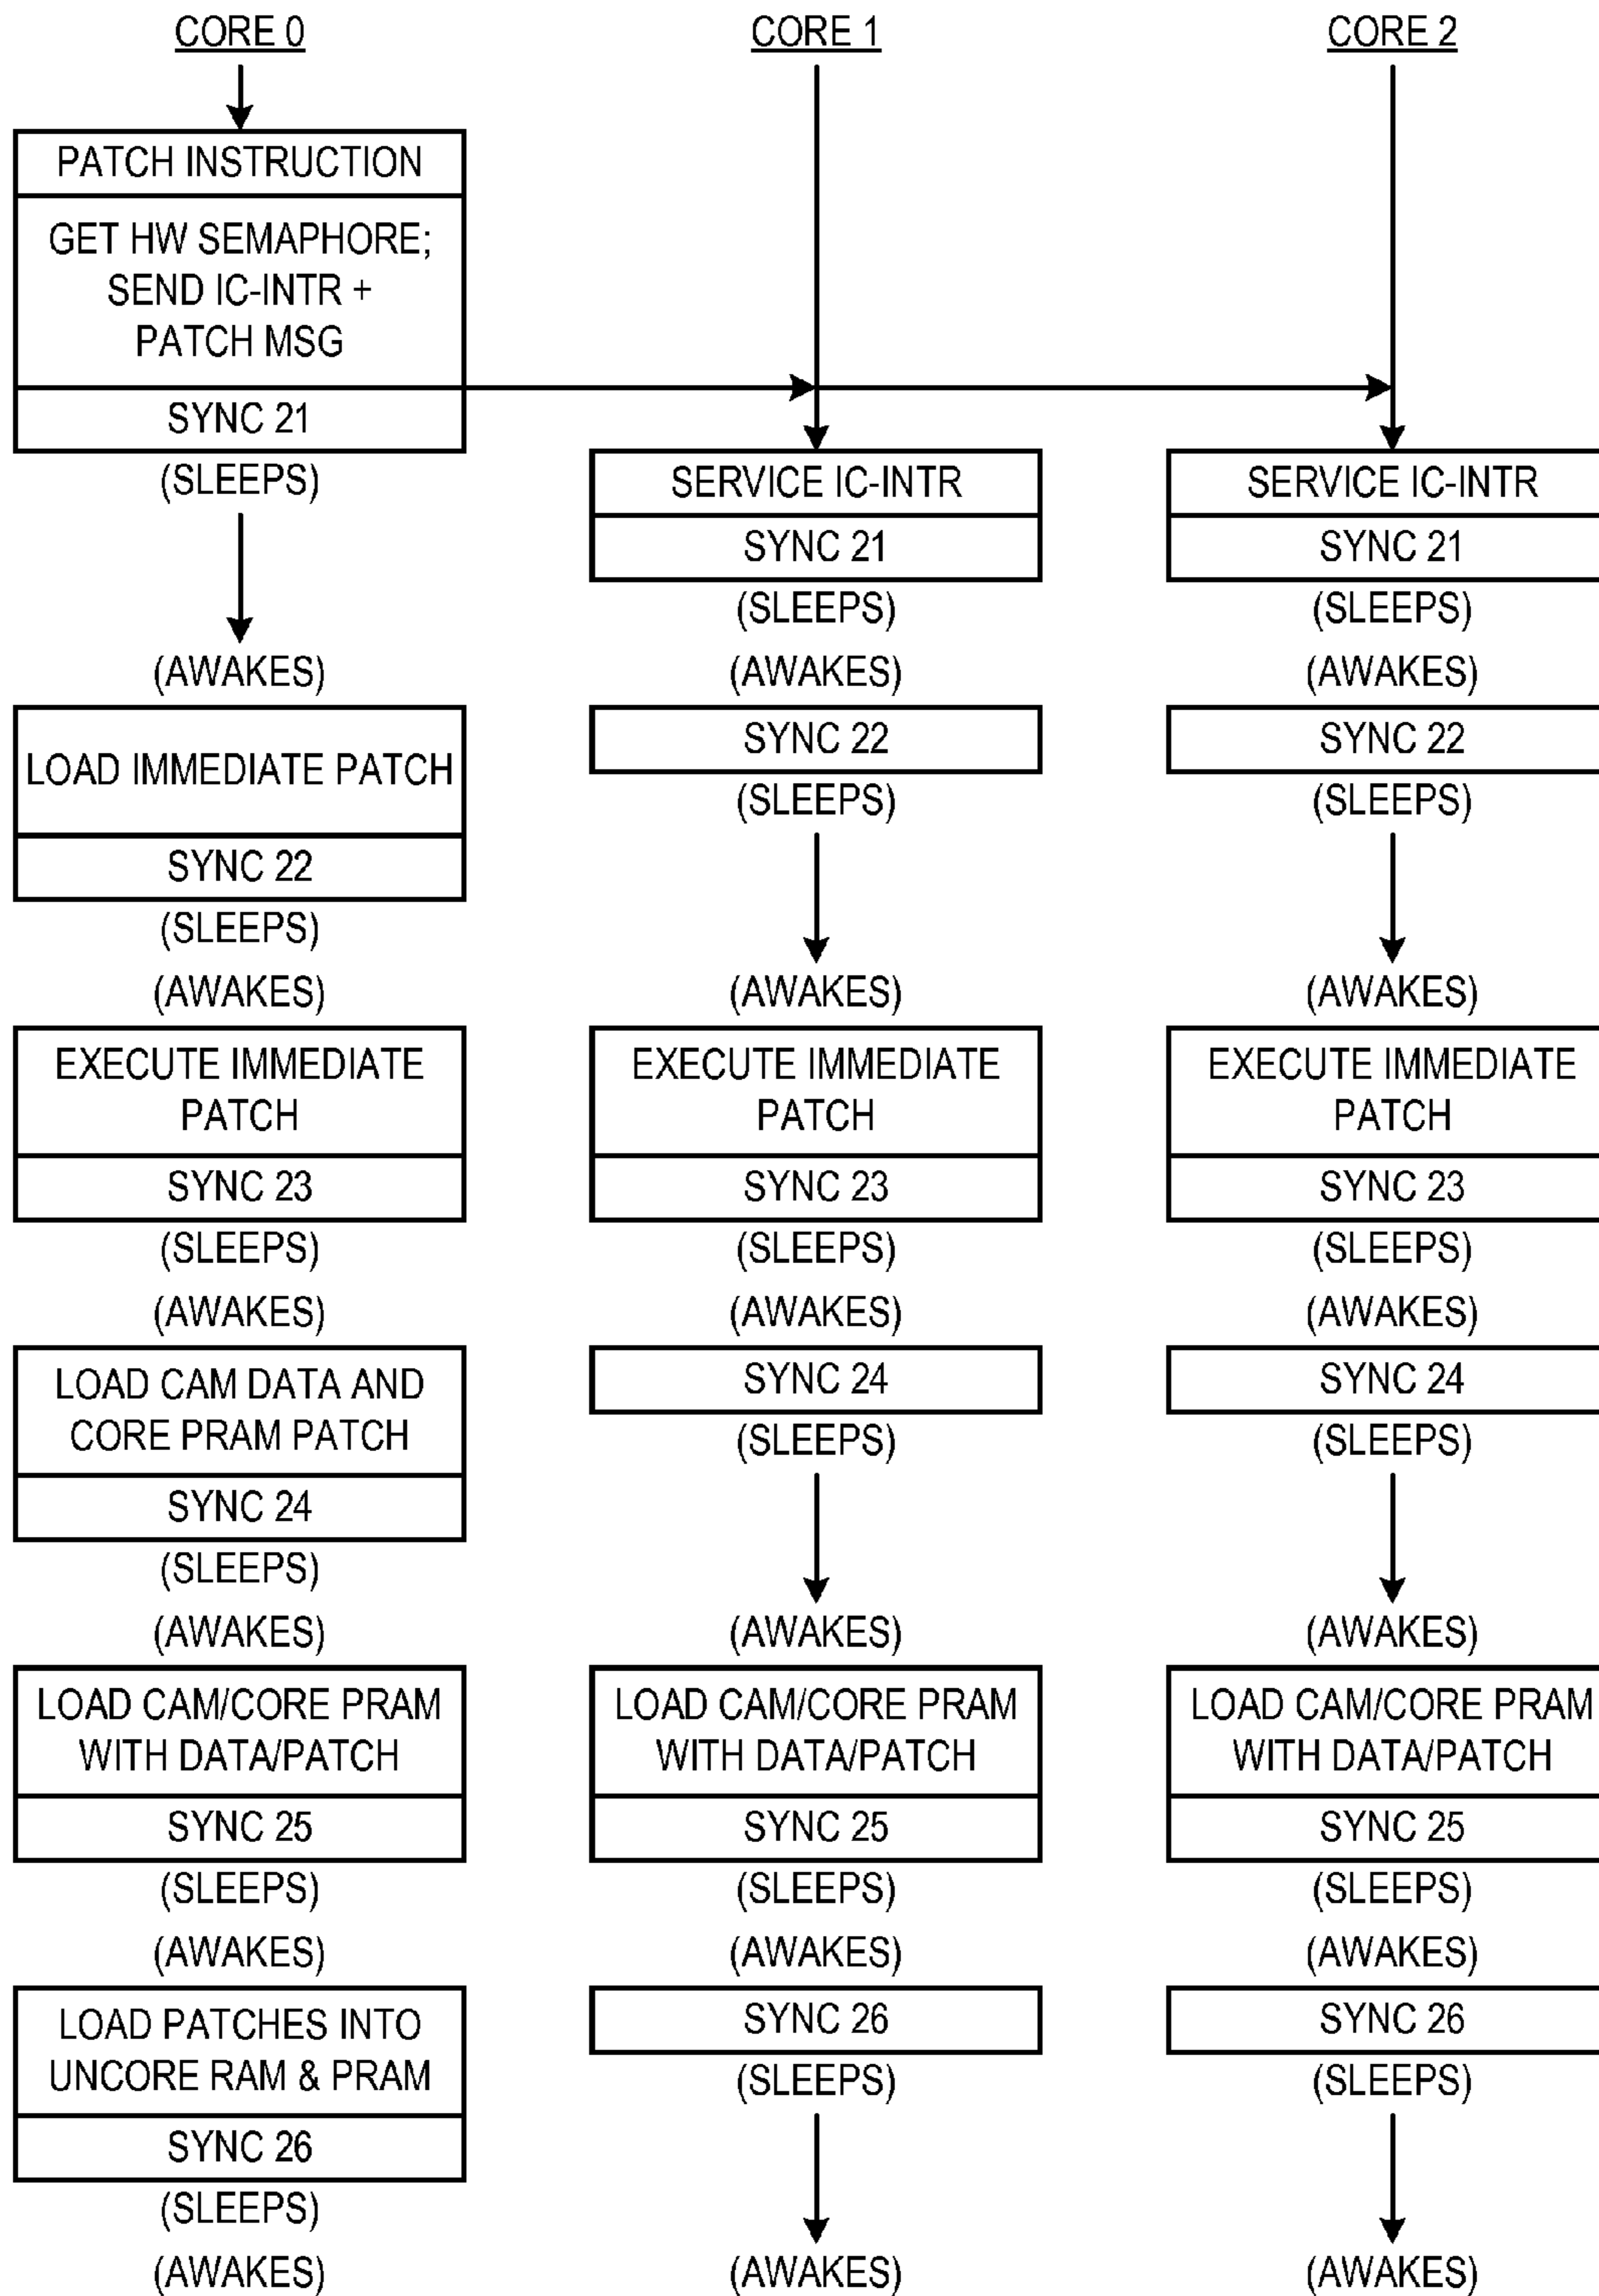 CORE 0
PATCH INSTRUCTION
GET HW SEMAPHORE;
SEND IC-INTR +
PATCH MSG
SYNC 21
(SLEEPS)
(AWAKES)
LOAD IMMEDIATE PATCH
SYNC 22
(SLEEPS)
(AWAKES)
EXECUTE IMMEDIATE
PATCH
SYNC 23
(SLEEPS)
(AWAKES)
LOAD CAM DATA AND
CORE PRAM PATCH
SYNC 24
(SLEEPS)
(AWAKES)
LOAD CAM/CORE PRAM
WITH DATA/PATCH
SYNC 25
(SLEEPS)
(AWAKES)
LOAD PATCHES INTO
UNCORE RAM & PRAM
SYNC 26
(SLEEPS)
(AWAKES)
CORE 1
SERVICE IC-INTR
SYNC 21
(SLEEPS)
(AWAKES)
SYNC 22
(SLEEPS)
(AWAKES)
EXECUTE IMMEDIATE
PATCH
SYNC 23
(SLEEPS)
(AWAKES)
SYNC 24
(SLEEPS)
(AWAKES)
LOAD CAM/CORE PRAM
WITH DATA/PATCH
SYNC 25
(SLEEPS)
(AWAKES)
SYNC 26
(SLEEPS)
(AWAKES)
CORE 2
SERVICE IC-INTR
SYNC 21
(SLEEPS)
(AWAKES)
SYNC 22
(SLEEPS)
(AWAKES)
EXECUTE IMMEDIATE
PATCH
SYNC 23
(SLEEPS)
(AWAKES)
SYNC 24
(SLEEPS)
(AWAKES)
LOAD CAM/CORE PRAM
WITH DATA/PATCH
SYNC 25
(SLEEPS)
(AWAKES)
SYNC 26
(SLEEPS)
(AWAKES)